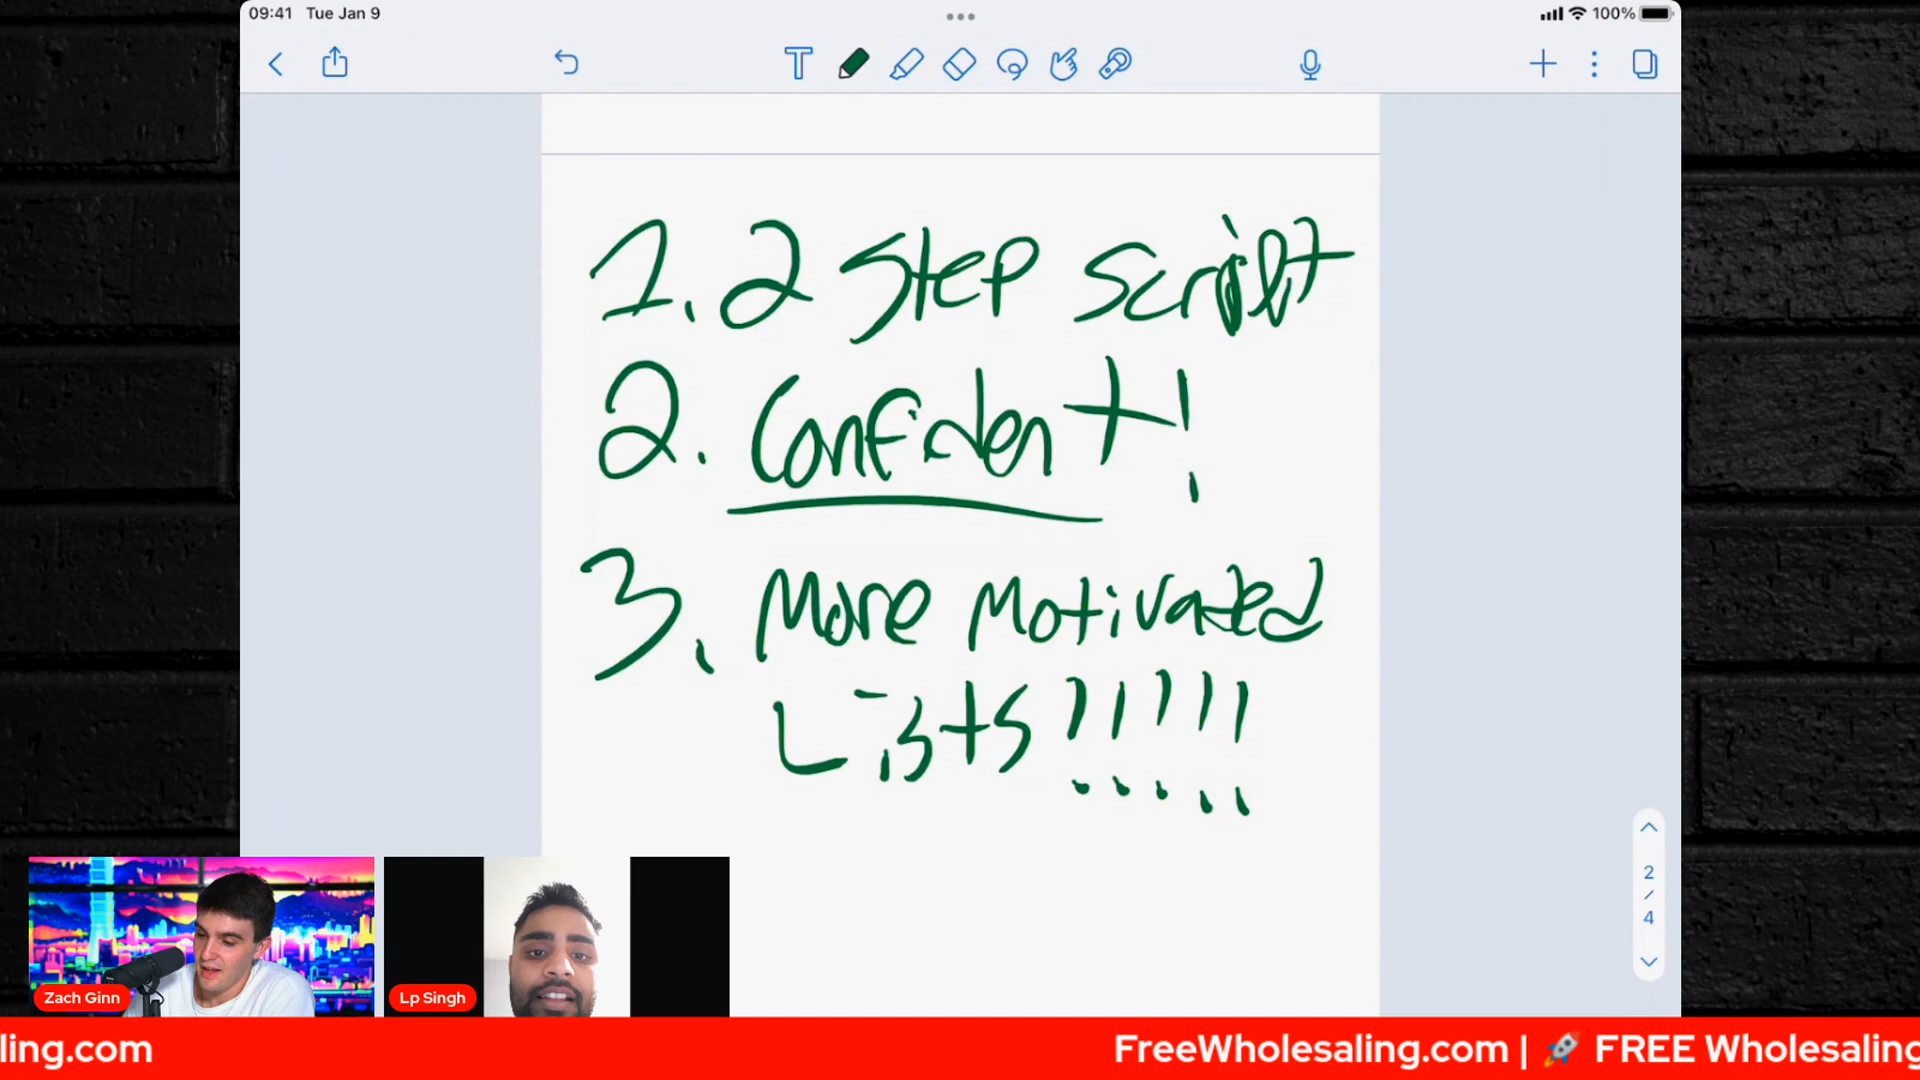 09:41 Tue Jan 9
100%
T
1. 2 Step Script
2. Confident!
3. More Motivated
Lists!!!!!
2
/
4
Zach Ginn
Lp Singh
ling.com
FreeWholesaling.com | 🚀 FREE Wholesaling